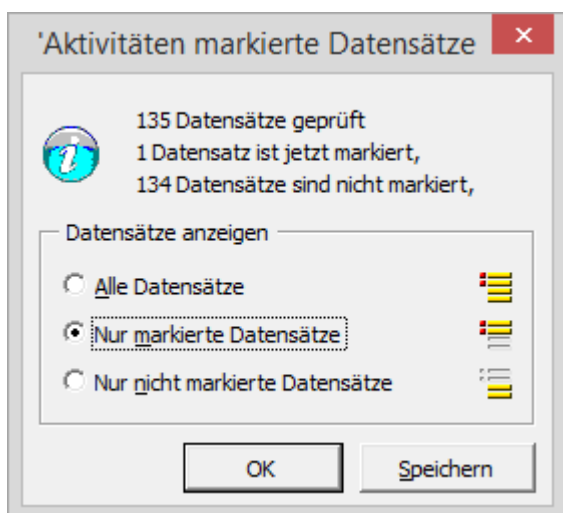 'Aktivitäten markierte Datensätze
135 Datensätze geprüft
1 Datensatz ist jetzt markiert,
134 Datensätze sind nicht markiert,
Datensätze anzeigen
Alle Datensätze
Nur markierte Datensätze
Nur nicht markierte Datensätze
OK Speichern